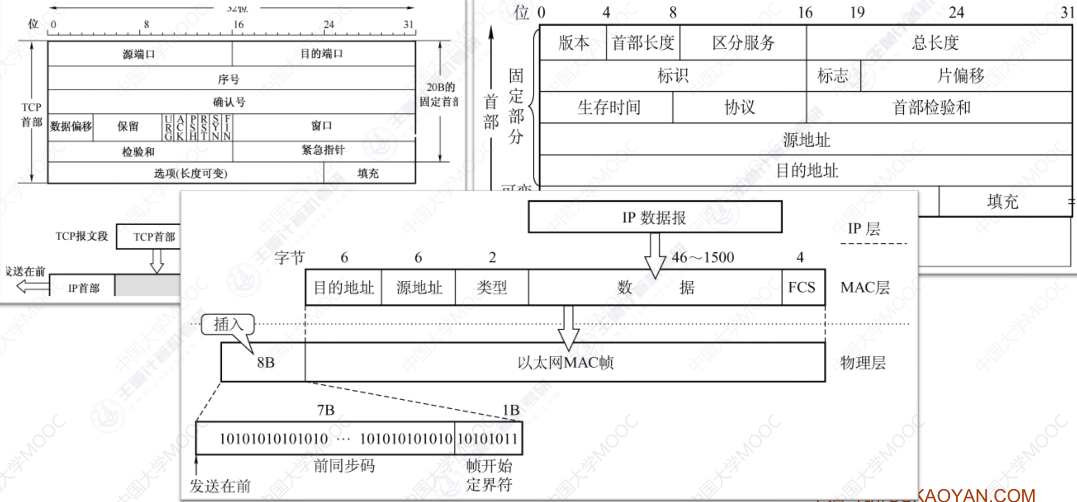 32位
位 0 8 16 24 31
源端口 目的端口
序号
确认号
数据偏移 保留 URG ACK PSH RST SYN FIN 窗口
检验和 紧急指针
选项(长度可变) 填充
TCP首部
20B的
固定首部
TCP报文段 TCP首部
发送在前
IP首部
位 0 4 8 16 19 24 31
版本 首部长度 区分服务 总长度
标识 标志 片偏移
生存时间 协议 首部检验和
源地址
目的地址
填充
首部
固定部分
可变
IP 数据报
IP 层
字节 6 6 2 46~1500 4
目的地址 源地址 类型 数 据 FCS MAC层
插入
8B 以太网MAC帧 物理层
7B 1B
10101010101010 … 101010101010 10101011
前同步码 帧开始
定界符
发送在前
中国大学MOOC
王道计算机教育
KAOYAN.COM